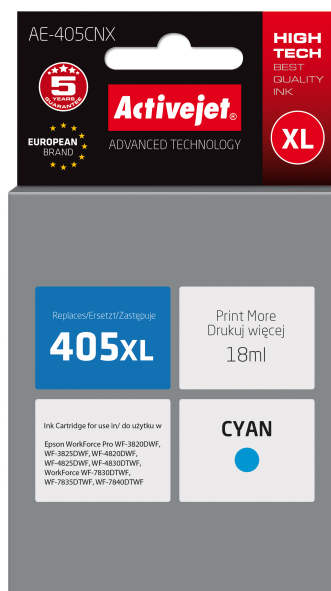 AE-405CNX
HIGH
TECH
BEST
QUALITY
INK
5
YEARS
GUARANTEE
Activejet®
EUROPEAN
BRAND
ADVANCED TECHNOLOGY
XL
Replaces/Ersetzt/Zastępuje
405XL
Print More
Drukuj więcej
18ml
Ink Cartridge for use in/ do użytku w
Epson WorkForce Pro WF-3820DWF,
WF-3825DWF, WF-4820DWF,
WF-4825DWF, WF-4830DTWF,
WorkForce WF-7830DTWF,
WF-7835DTWF, WF-7840DTWF
CYAN